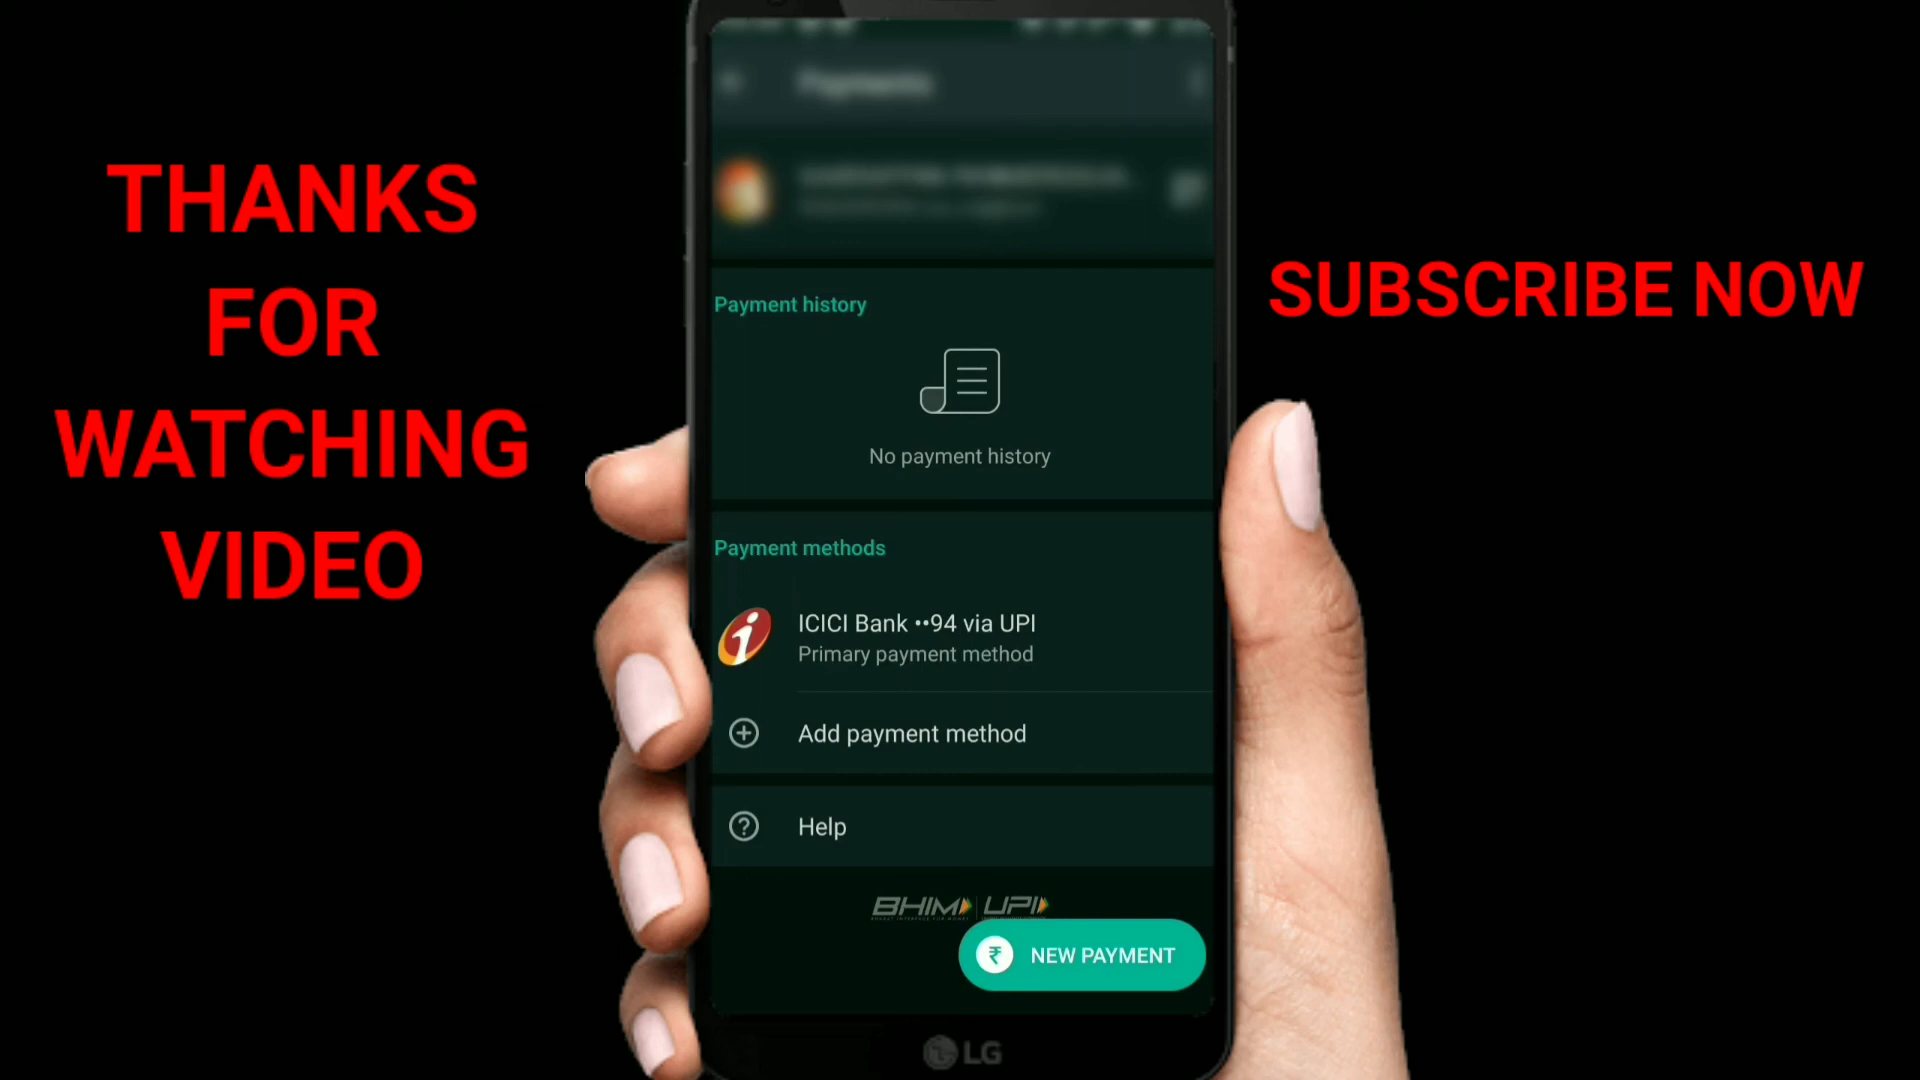 THANKS
FOR
WATCHING
VIDEO
SUBSCRIBE NOW
Payments
Payment history
No payment history
Payment methods
ICICI Bank ••94 via UPI
Primary payment method
Add payment method
Help
BHIM UPI
₹ NEW PAYMENT
LG